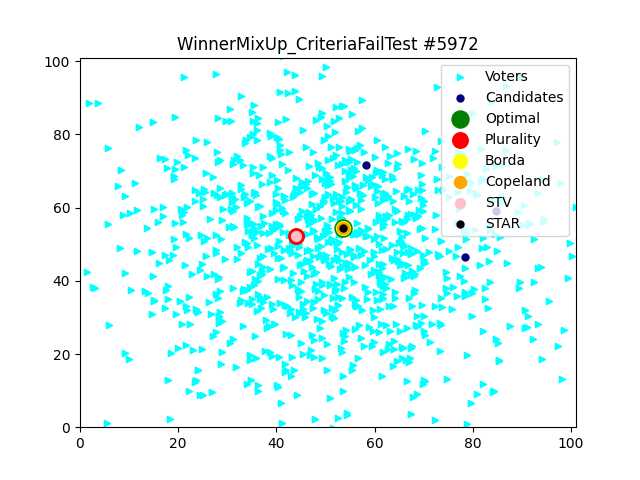 WinnerMixUp_CriteriaFailTest #5972
100
80
60
40
20
0
0
20
40
60
80
100
Voters
Candidates
Optimal
Plurality
Borda
Copeland
STV
STAR